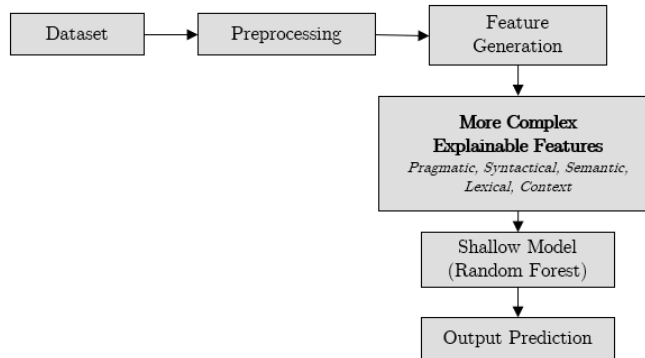 Dataset
Preprocessing
Feature
Generation
More Complex
Explainable Features
Pragmatic, Syntactical, Semantic,
Lexical, Context
Shallow Model
(Random Forest)
Output Prediction